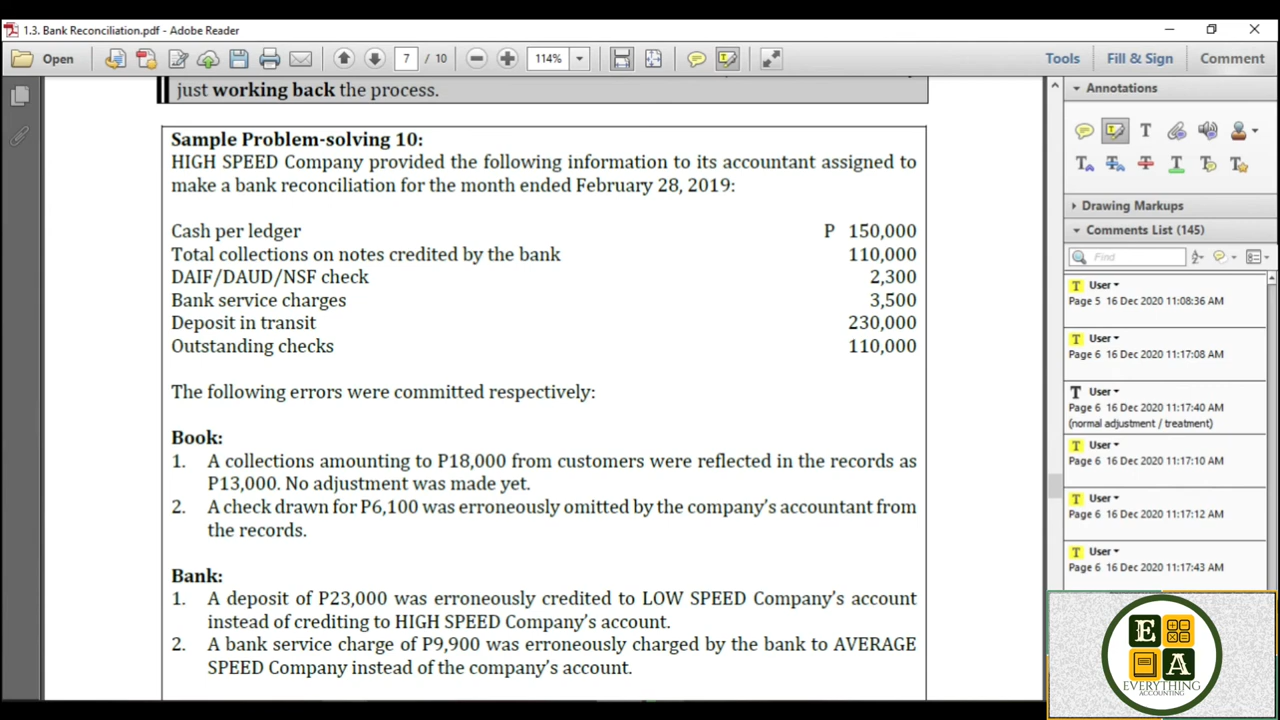 1.3. Bank Reconciliation.pdf - Adobe Reader
Open
7 / 10
114%
Tools
Fill & Sign
Comment
just working back the process.
Sample Problem-solving 10:
HIGH SPEED Company provided the following information to its accountant assigned to
make a bank reconciliation for the month ended February 28, 2019:
Cash per ledger P 150,000
Total collections on notes credited by the bank 110,000
DAIF/DAUD/NSF check 2,300
Bank service charges 3,500
Deposit in transit 230,000
Outstanding checks 110,000
The following errors were committed respectively:
Book:
1. A collections amounting to P18,000 from customers were reflected in the records as
P13,000. No adjustment was made yet.
2. A check drawn for P6,100 was erroneously omitted by the company's accountant from
the records.
Bank:
1. A deposit of P23,000 was erroneously credited to LOW SPEED Company's account
instead of crediting to HIGH SPEED Company's account.
2. A bank service charge of P9,900 was erroneously charged by the bank to AVERAGE
SPEED Company instead of the company's account.
Annotations
Drawing Markups
Comments List (145)
Find
User
Page 5 16 Dec 2020 11:08:36 AM
User
Page 6 16 Dec 2020 11:17:08 AM
User
Page 6 16 Dec 2020 11:17:40 AM
(normal adjustment / treatment)
User
Page 6 16 Dec 2020 11:17:10 AM
User
Page 6 16 Dec 2020 11:17:12 AM
User
Page 6 16 Dec 2020 11:17:43 AM
E
A
EVERYTHING
ACCOUNTING